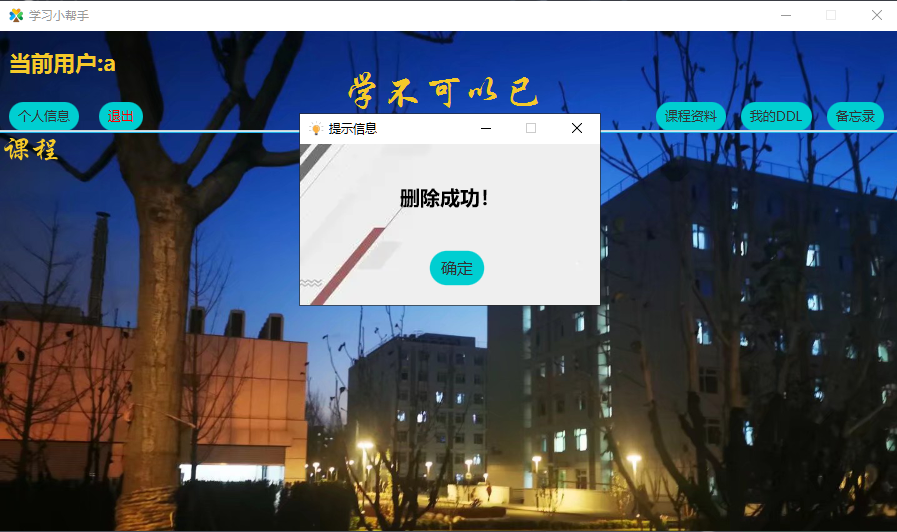 学习小帮手
当前用户:a
学不可以已
个人信息
退出
课程资料
我的DDL
备忘录
课程
提示信息
删除成功!
确定